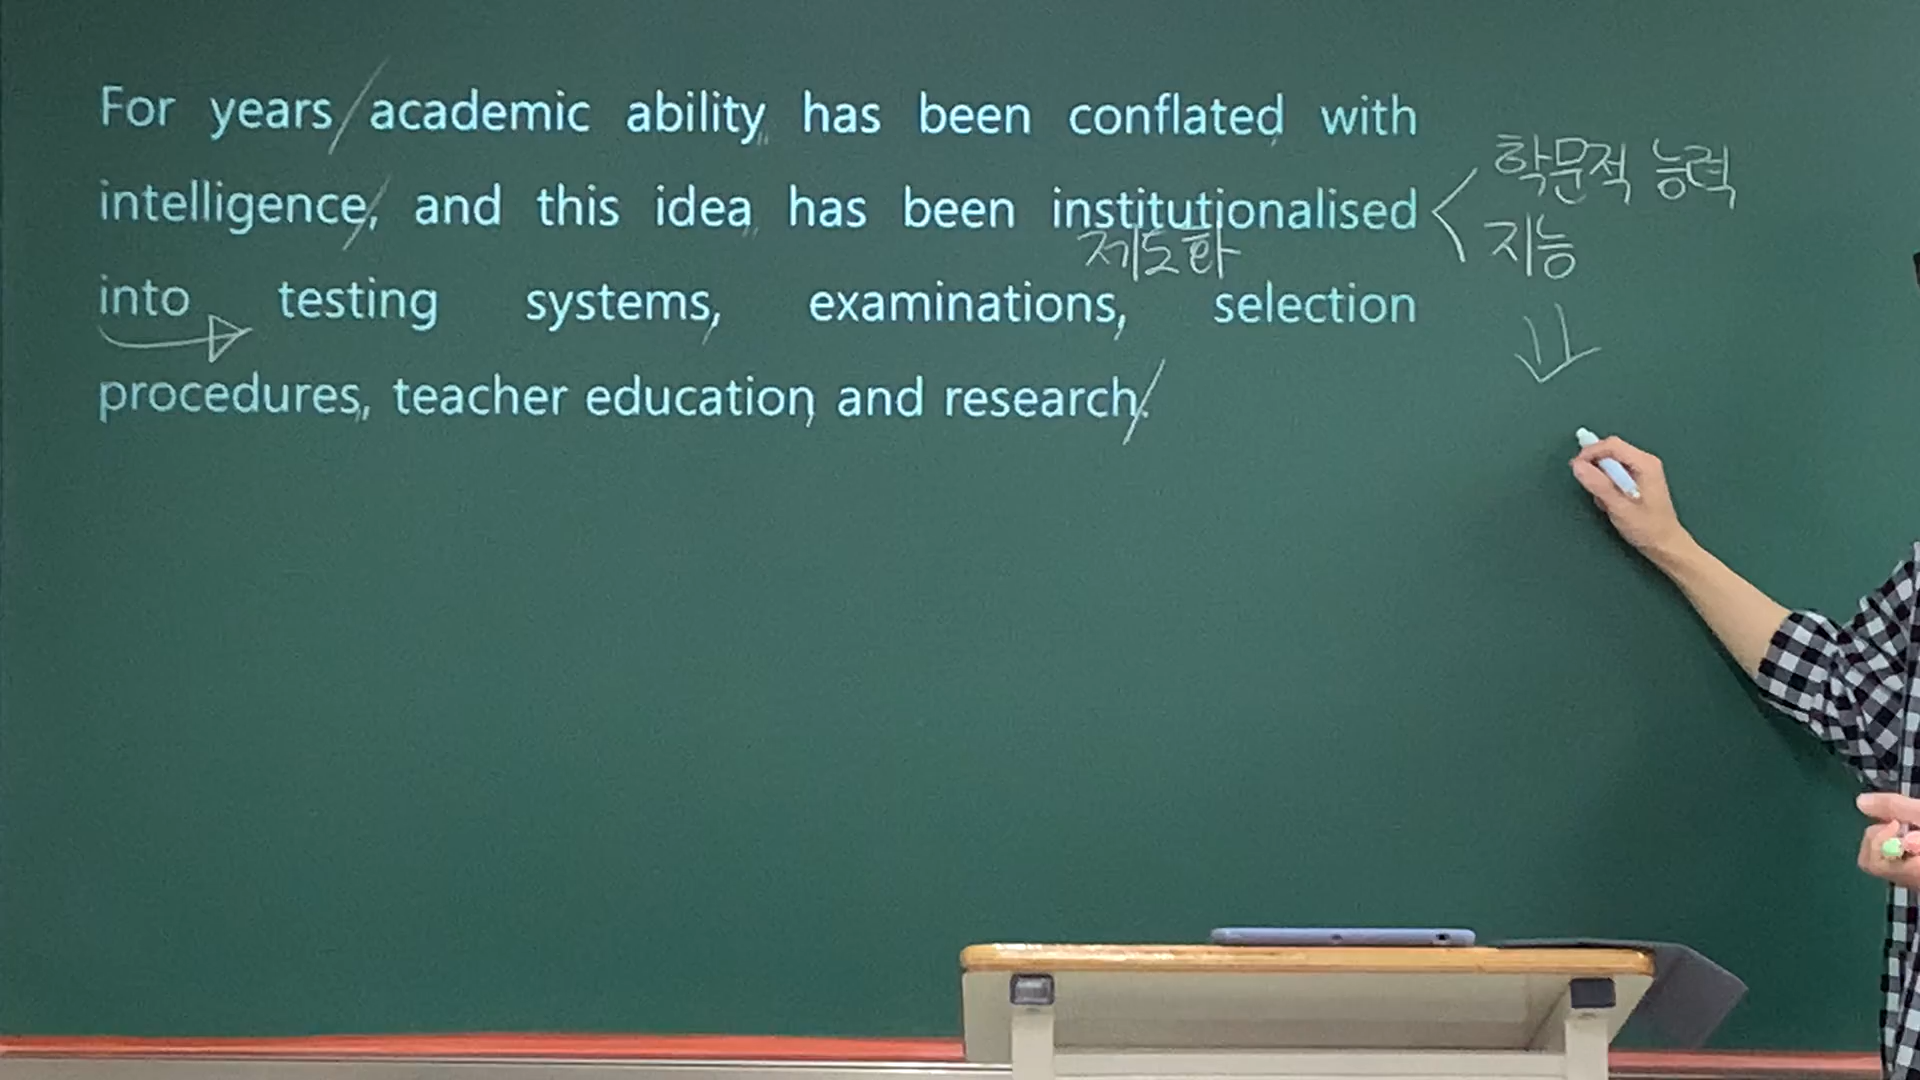 For years academic ability has been conflated with
intelligence, and this idea has been institutionalised
제도화
into testing systems, examinations, selection
procedures, teacher education and research.
학문적 능력
지능